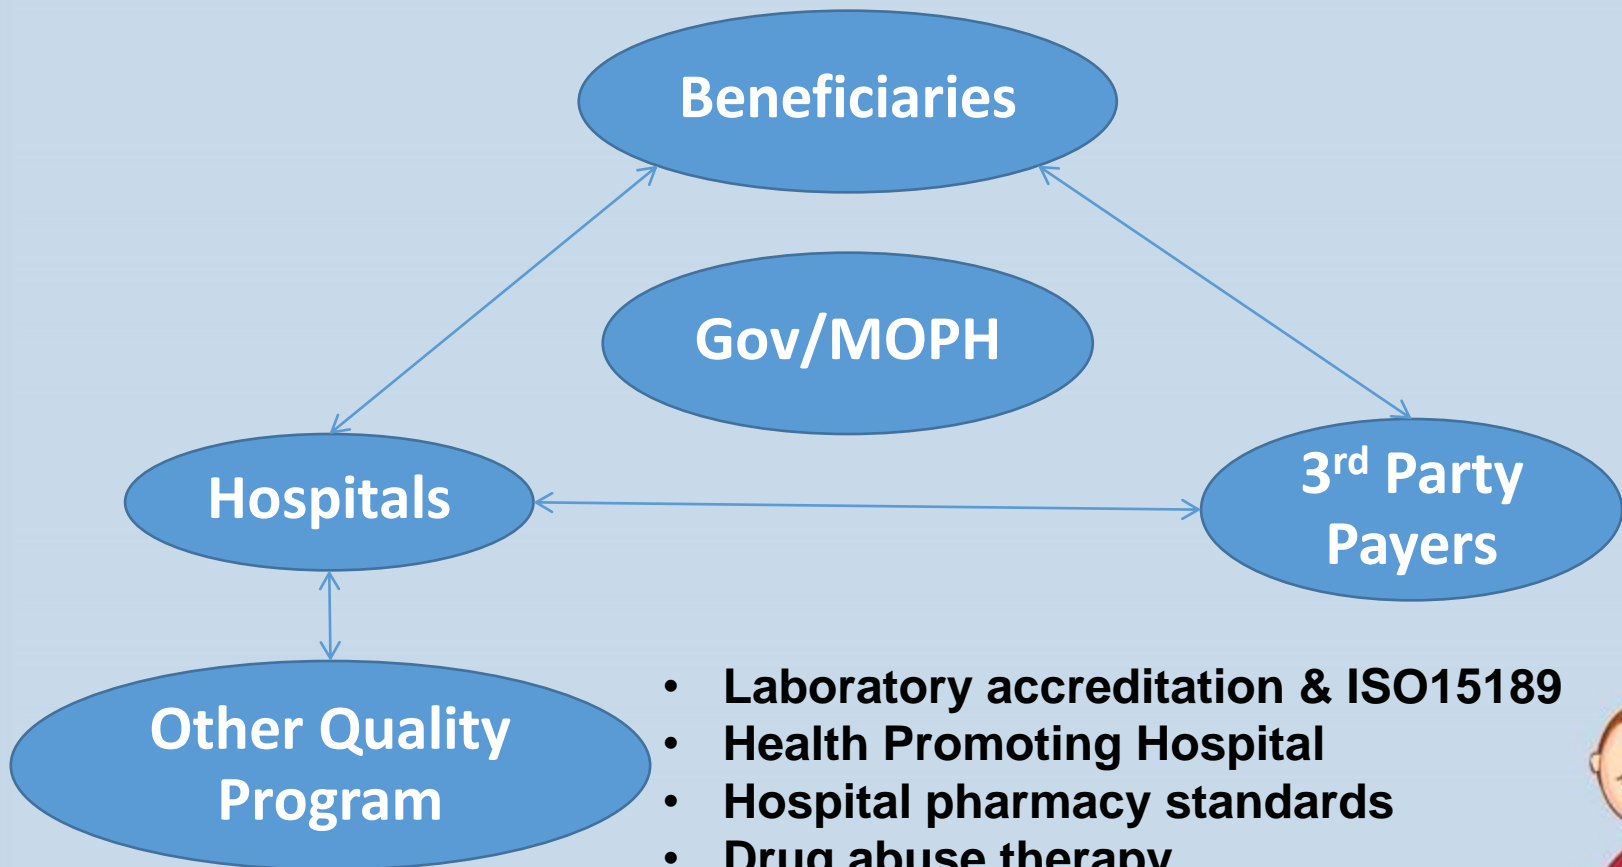 Beneficiaries
Gov/MOPH
Hospitals
3rd Party
Payers
Other Quality
Program
• Laboratory accreditation & ISO15189
• Health Promoting Hospital
• Hospital pharmacy standards
• Drug abuse therapy